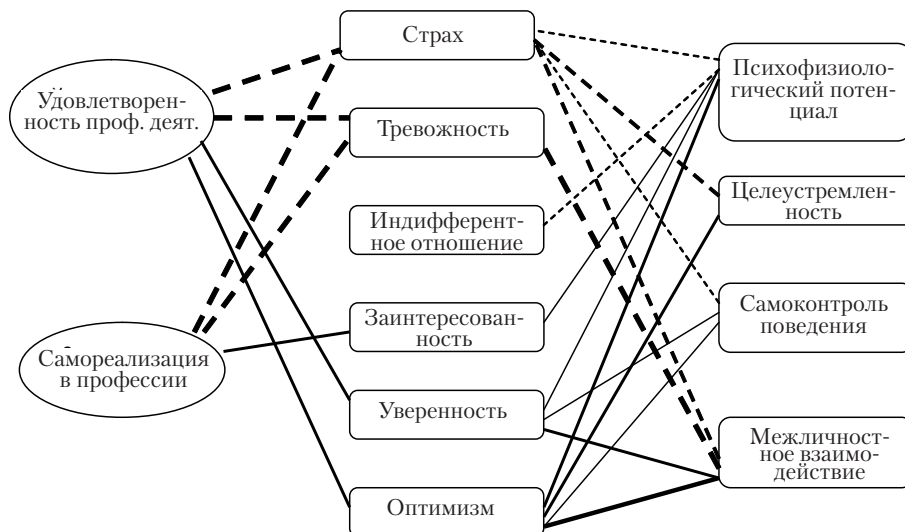 Страх
Психофизиоло-
гический потен-
циал
Удовлетворен-
ность проф. деят.
Тревожность
Целеустремлен-
ность
Индифферент-
ное отношение
Заинтересован-
ность
Самоконтроль
поведения
Самореализация
в профессии
Уверенность
Межличност-
ное взаимо-
действие
Оптимизм